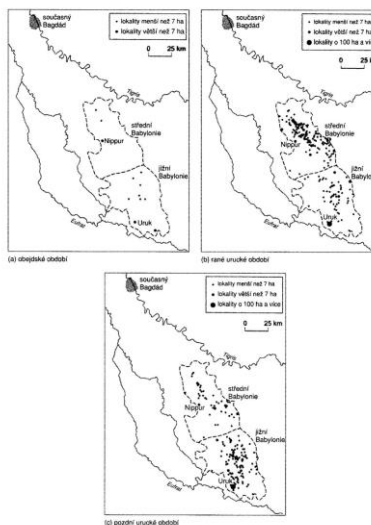 současný
Bagdád
lokality menší než 7 ha
lokality větší než 7 ha
0 25 km
Tigris
střední
Babylonie
Nippur
jižní
Babylonie
Uruk
Eufrat
(a) obejdské období
současný
Bagdád
lokality menší než 7 ha
lokality větší než 7 ha
lokality o 100 ha a více
0 25 km
Tigris
střední
Babylonie
Nippur
jižní
Babylonie
Uruk
Eufrat
(b) rané urucké období
současný
Bagdád
lokality menší než 7 ha
lokality větší než 7 ha
lokality o 100 ha a více
0 25 km
Tigris
střední
Babylonie
Nippur
jižní
Babylonie
Uruk
Eufrat
(c) pozdní urucké období